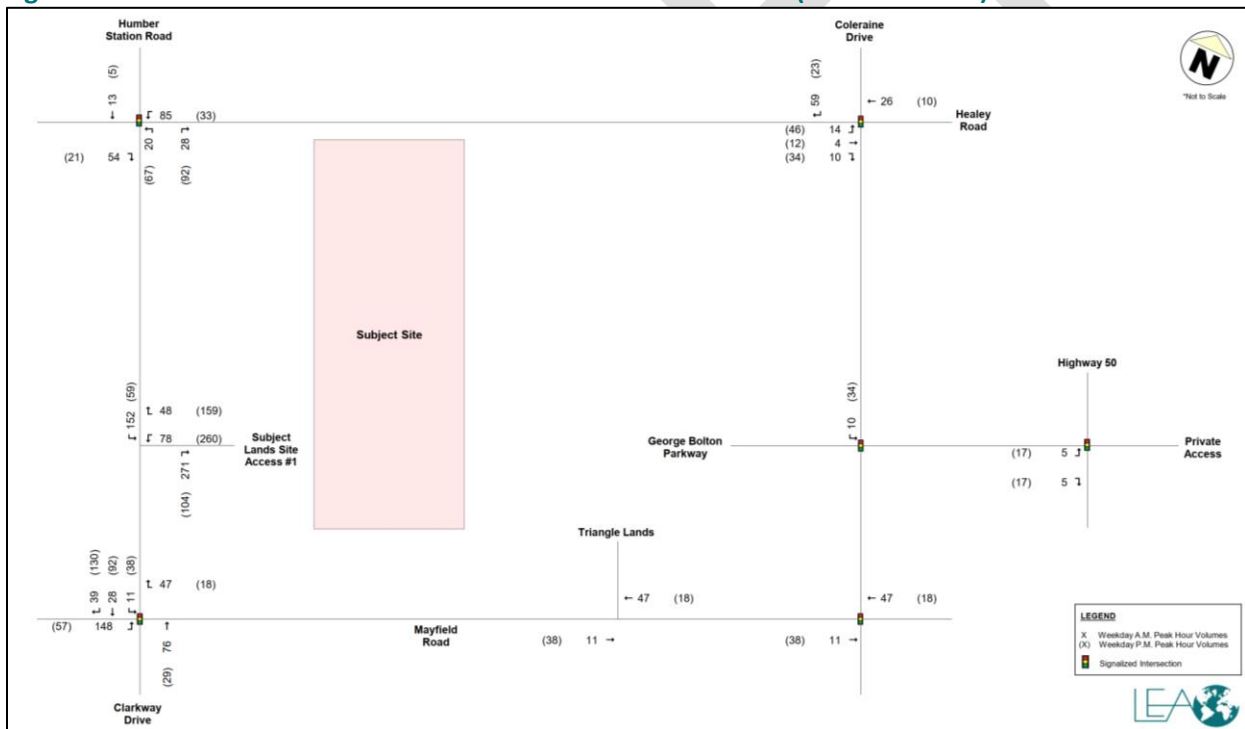 Humber
Station Road
Coleraine
Drive
N
*Not to Scale
13 (5)
85 (33)
20 (67)
28 (92)
(21) 54
59 (23)
26 (10)
Healey
Road
(46) 14
(12) 4
(34) 10
Subject Site
152 (59)
48 (159)
78 (260)
271 (104)
Subject
Lands Site
Access #1
George Bolton
Parkway
10 (34)
Highway 50
(17) 5
(17) 5
Private
Access
39 (130)
28 (92)
11 (38)
47 (18)
(57) 148
76 (29)
Clarkway
Drive
Mayfield
Road
Triangle Lands
47 (18)
(38) 11
47 (18)
(38) 11
LEGEND
X Weekday A.M. Peak Hour Volumes
(X) Weekday P.M. Peak Hour Volumes
Signalized Intersection
LEA